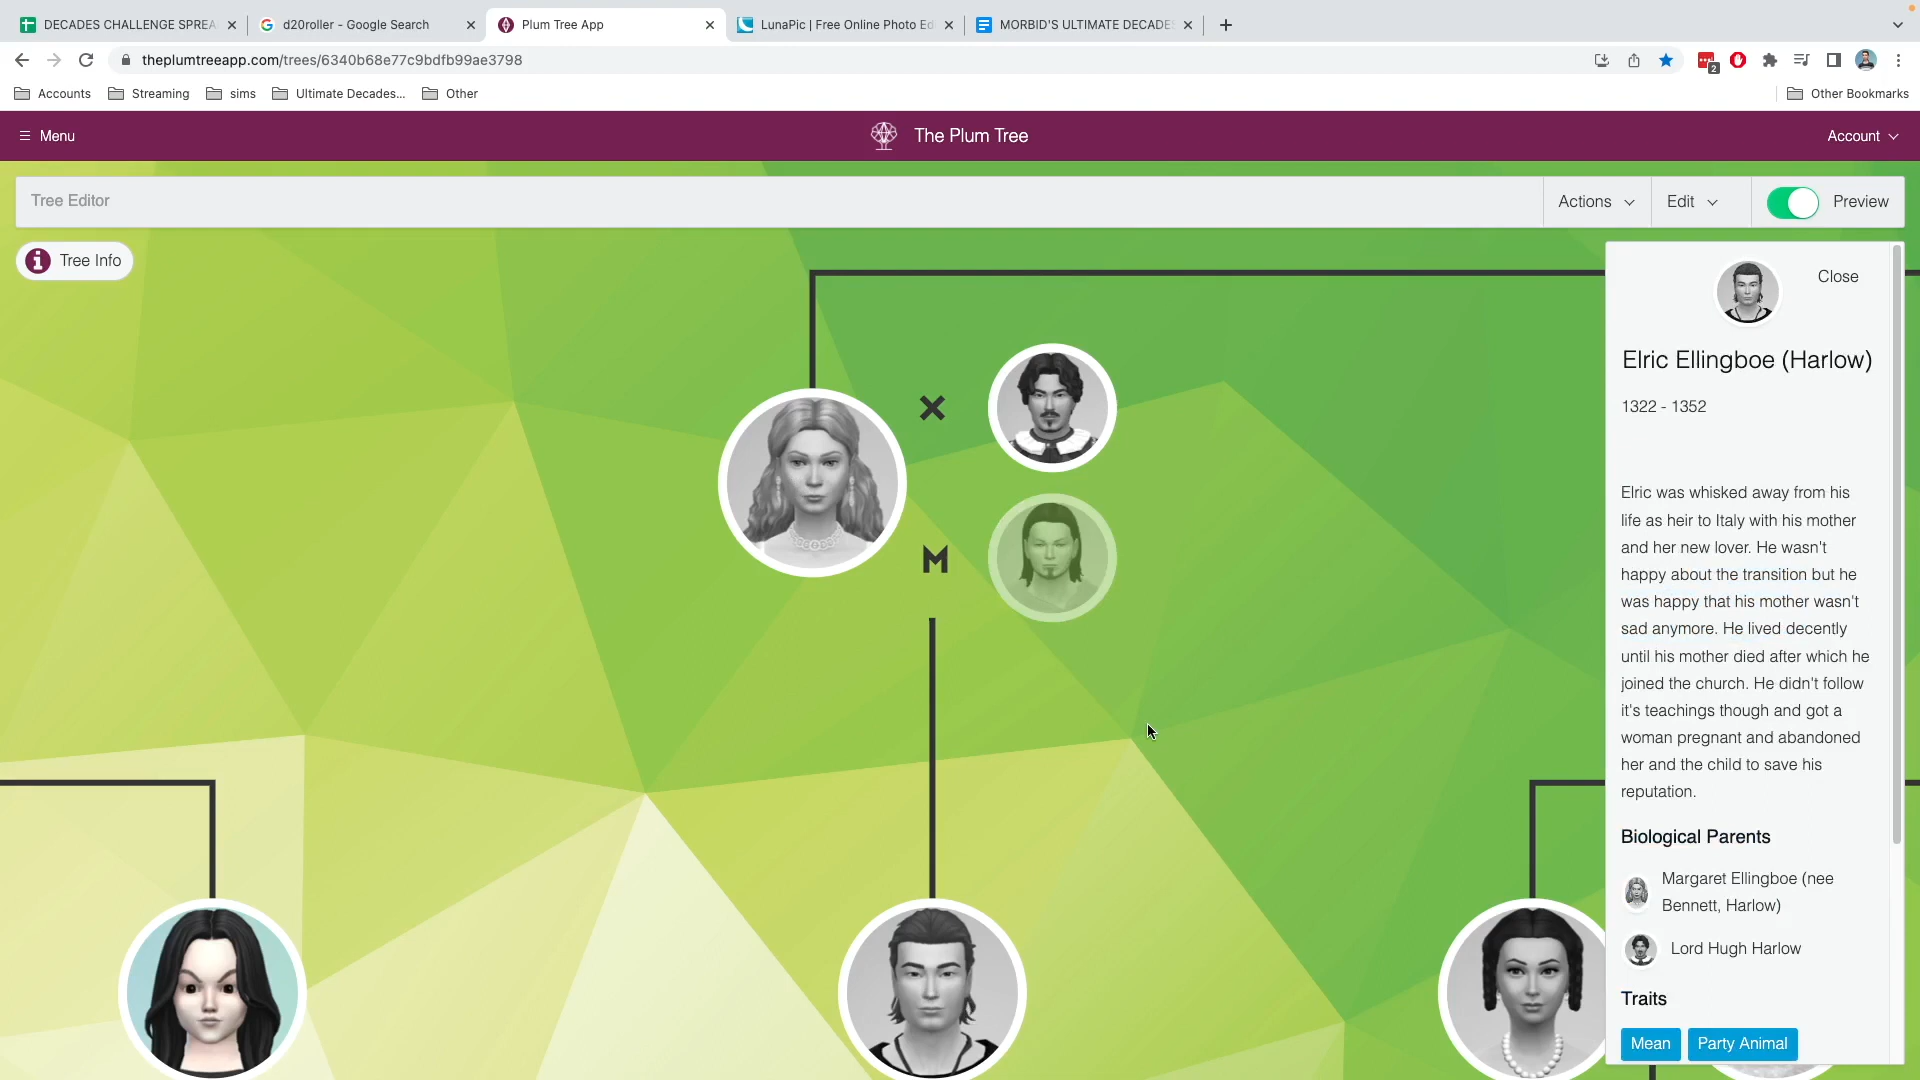 DECADES CHALLENGE SPREA
d20roller - Google Search
Plum Tree App
LunaPic | Free Online Photo Ed
MORBID'S ULTIMATE DECADES
theplumtreeapp.com/trees/6340b68e77c9bdfb99ae3798
2
Accounts
Streaming
sims
Ultimate Decades...
Other
Other Bookmarks
Menu
The Plum Tree
Account
Tree Editor
Actions
Edit
Preview
Tree Info
Close
Elric Ellingboe (Harlow)
1322 - 1352
Elric was whisked away from his
life as heir to Italy with his mother
and her new lover. He wasn't
happy about the transition but he
was happy that his mother wasn't
sad anymore. He lived decently
until his mother died after which he
joined the church. He didn't follow
it's teachings though and got a
woman pregnant and abandoned
her and the child to save his
reputation.
Biological Parents
Margaret Ellingboe (nee
Bennett, Harlow)
Lord Hugh Harlow
Traits
Mean
Party Animal
M